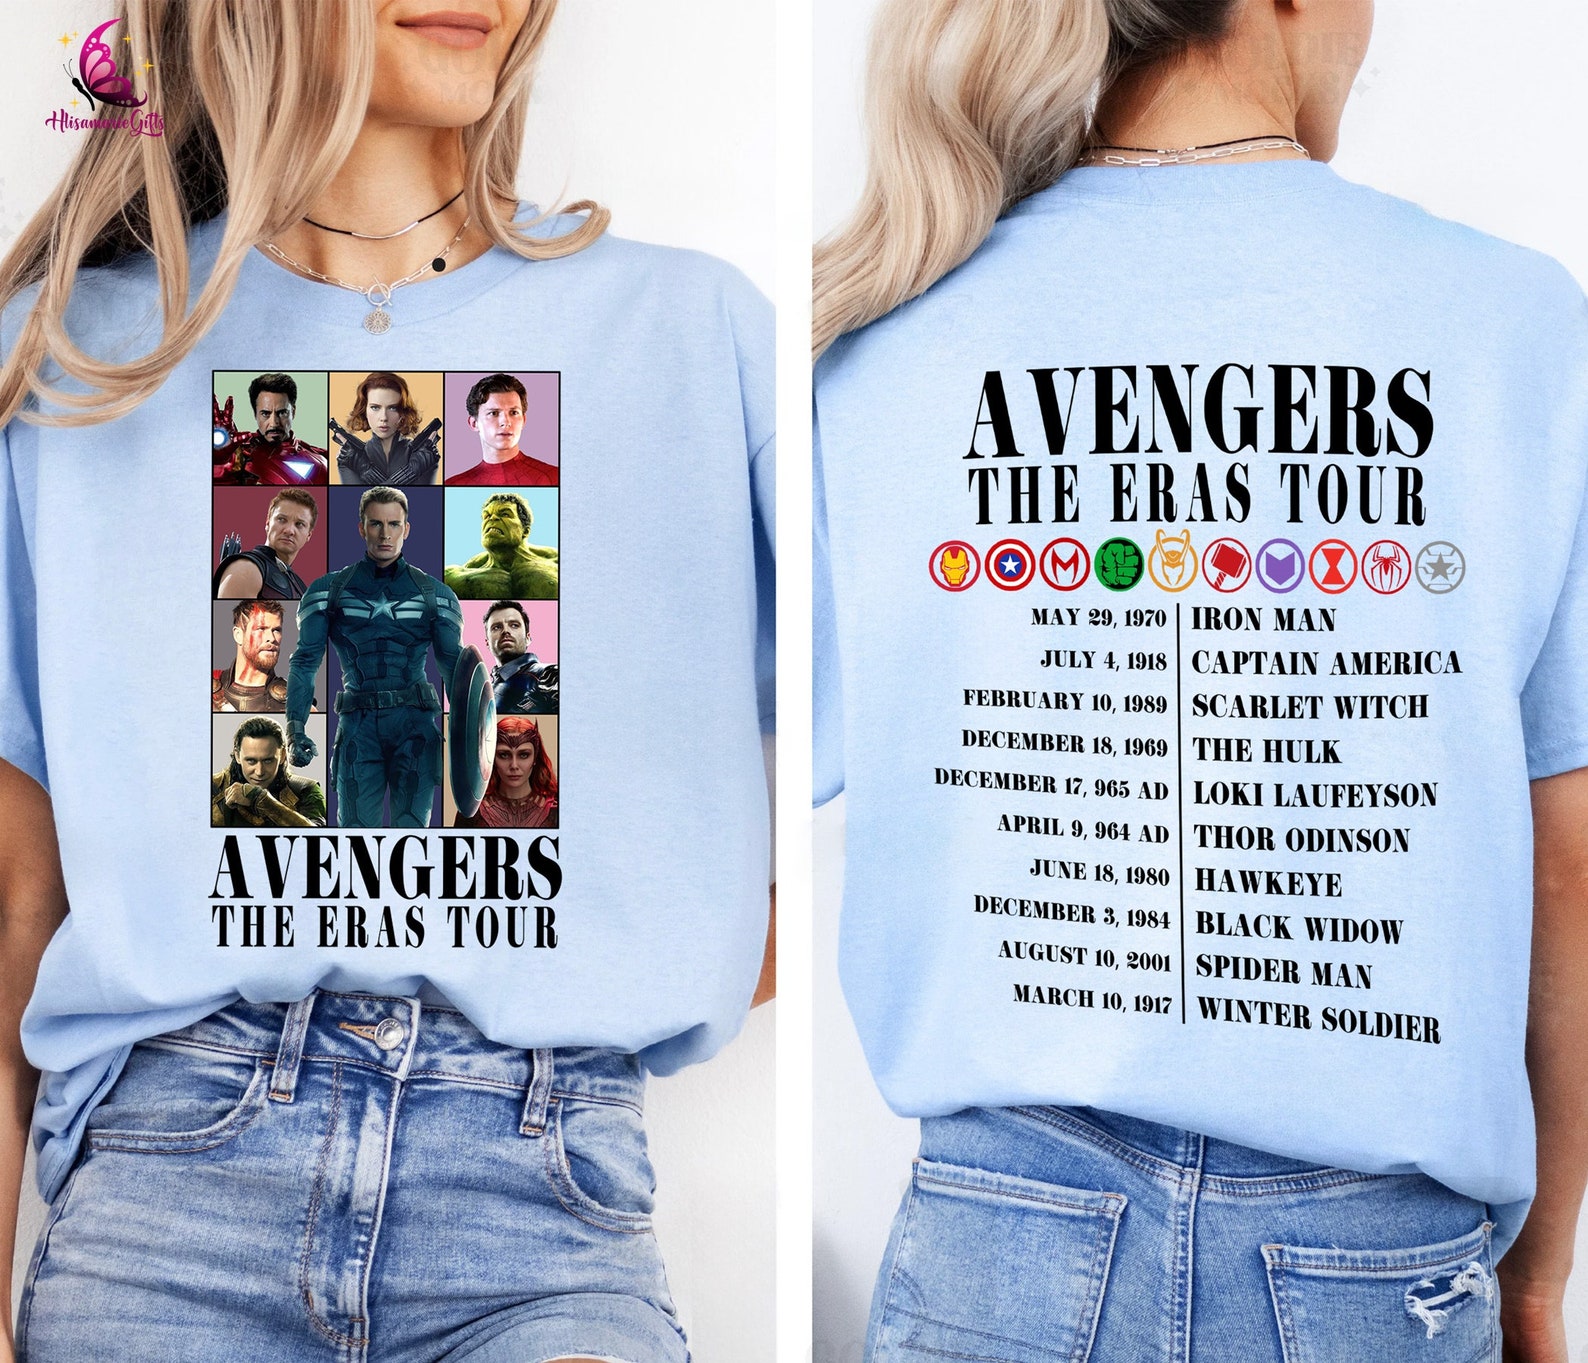 HlisamarieGifts
AVENGERS
THE ERAS TOUR
AVENGERS
THE ERAS TOUR
MAY 29, 1970 IRON MAN
JULY 4, 1918 CAPTAIN AMERICA
FEBRUARY 10, 1989 SCARLET WITCH
DECEMBER 18, 1969 THE HULK
DECEMBER 17, 965 AD LOKI LAUFEYSON
APRIL 9, 964 AD THOR ODINSON
JUNE 18, 1980 HAWKEYE
DECEMBER 3, 1984 BLACK WIDOW
AUGUST 10, 2001 SPIDER MAN
MARCH 10, 1917 WINTER SOLDIER